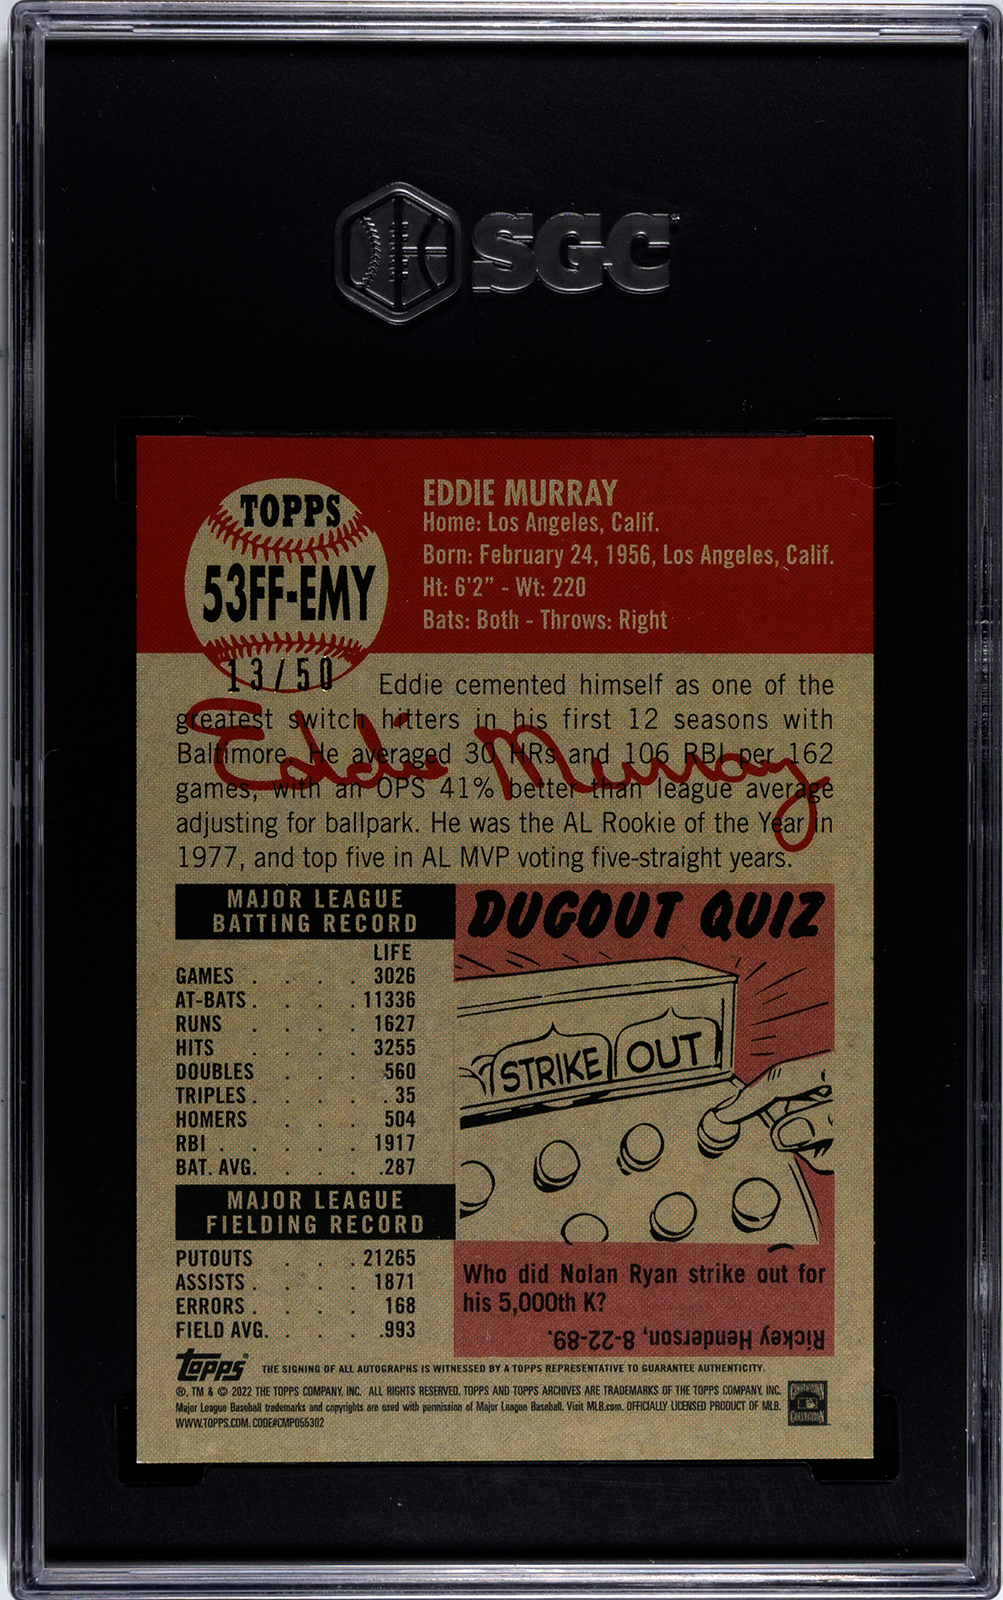 SGC
TOPPS
53FF-EMY
13/50
EDDIE MURRAY
Home: Los Angeles, Calif.
Born: February 24, 1956, Los Angeles, Calif.
Ht: 6'2" - Wt: 220
Bats: Both - Throws: Right
Eddie cemented himself as one of the
greatest switch hitters in his first 12 seasons with
Baltimore. He averaged 30 HRs and 106 RBI per 162
games, with an OPS 41% better than league average
adjusting for ballpark. He was the AL Rookie of the Year in
1977, and top five in AL MVP voting five-straight years.
Eddie Murray
MAJOR LEAGUE
BATTING RECORD
LIFE
GAMES . . . . 3026
AT-BATS . . . . 11336
RUNS . . . . 1627
HITS . . . . 3255
DOUBLES . . . 560
TRIPLES . . . . . 35
HOMERS . . . . 504
RBI . . . . . 1917
BAT. AVG. . . . .287
MAJOR LEAGUE
FIELDING RECORD
PUTOUTS . . . 21265
ASSISTS . . . . 1871
ERRORS . . . . 168
FIELD AVG. . . . .993
DUGOUT QUIZ
STRIKE OUT
Who did Nolan Ryan strike out for
his 5,000th K?
Rickey Henderson, 8-22-89.
topps® THE SIGNING OF ALL AUTOGRAPHS IS WITNESSED BY A TOPPS REPRESENTATIVE TO GUARANTEE AUTHENTICITY.
®, TM & © 2022 THE TOPPS COMPANY, INC. ALL RIGHTS RESERVED. TOPPS AND TOPPS ARCHIVES ARE TRADEMARKS OF THE TOPPS COMPANY, INC.
Major League Baseball trademarks and copyrights are used with permission of Major League Baseball. Visit MLB.com. OFFICIALLY LICENSED PRODUCT OF MLB.
WWW.TOPPS.COM. CODE#CMP055302
COOPERSTOWN
COLLECTION